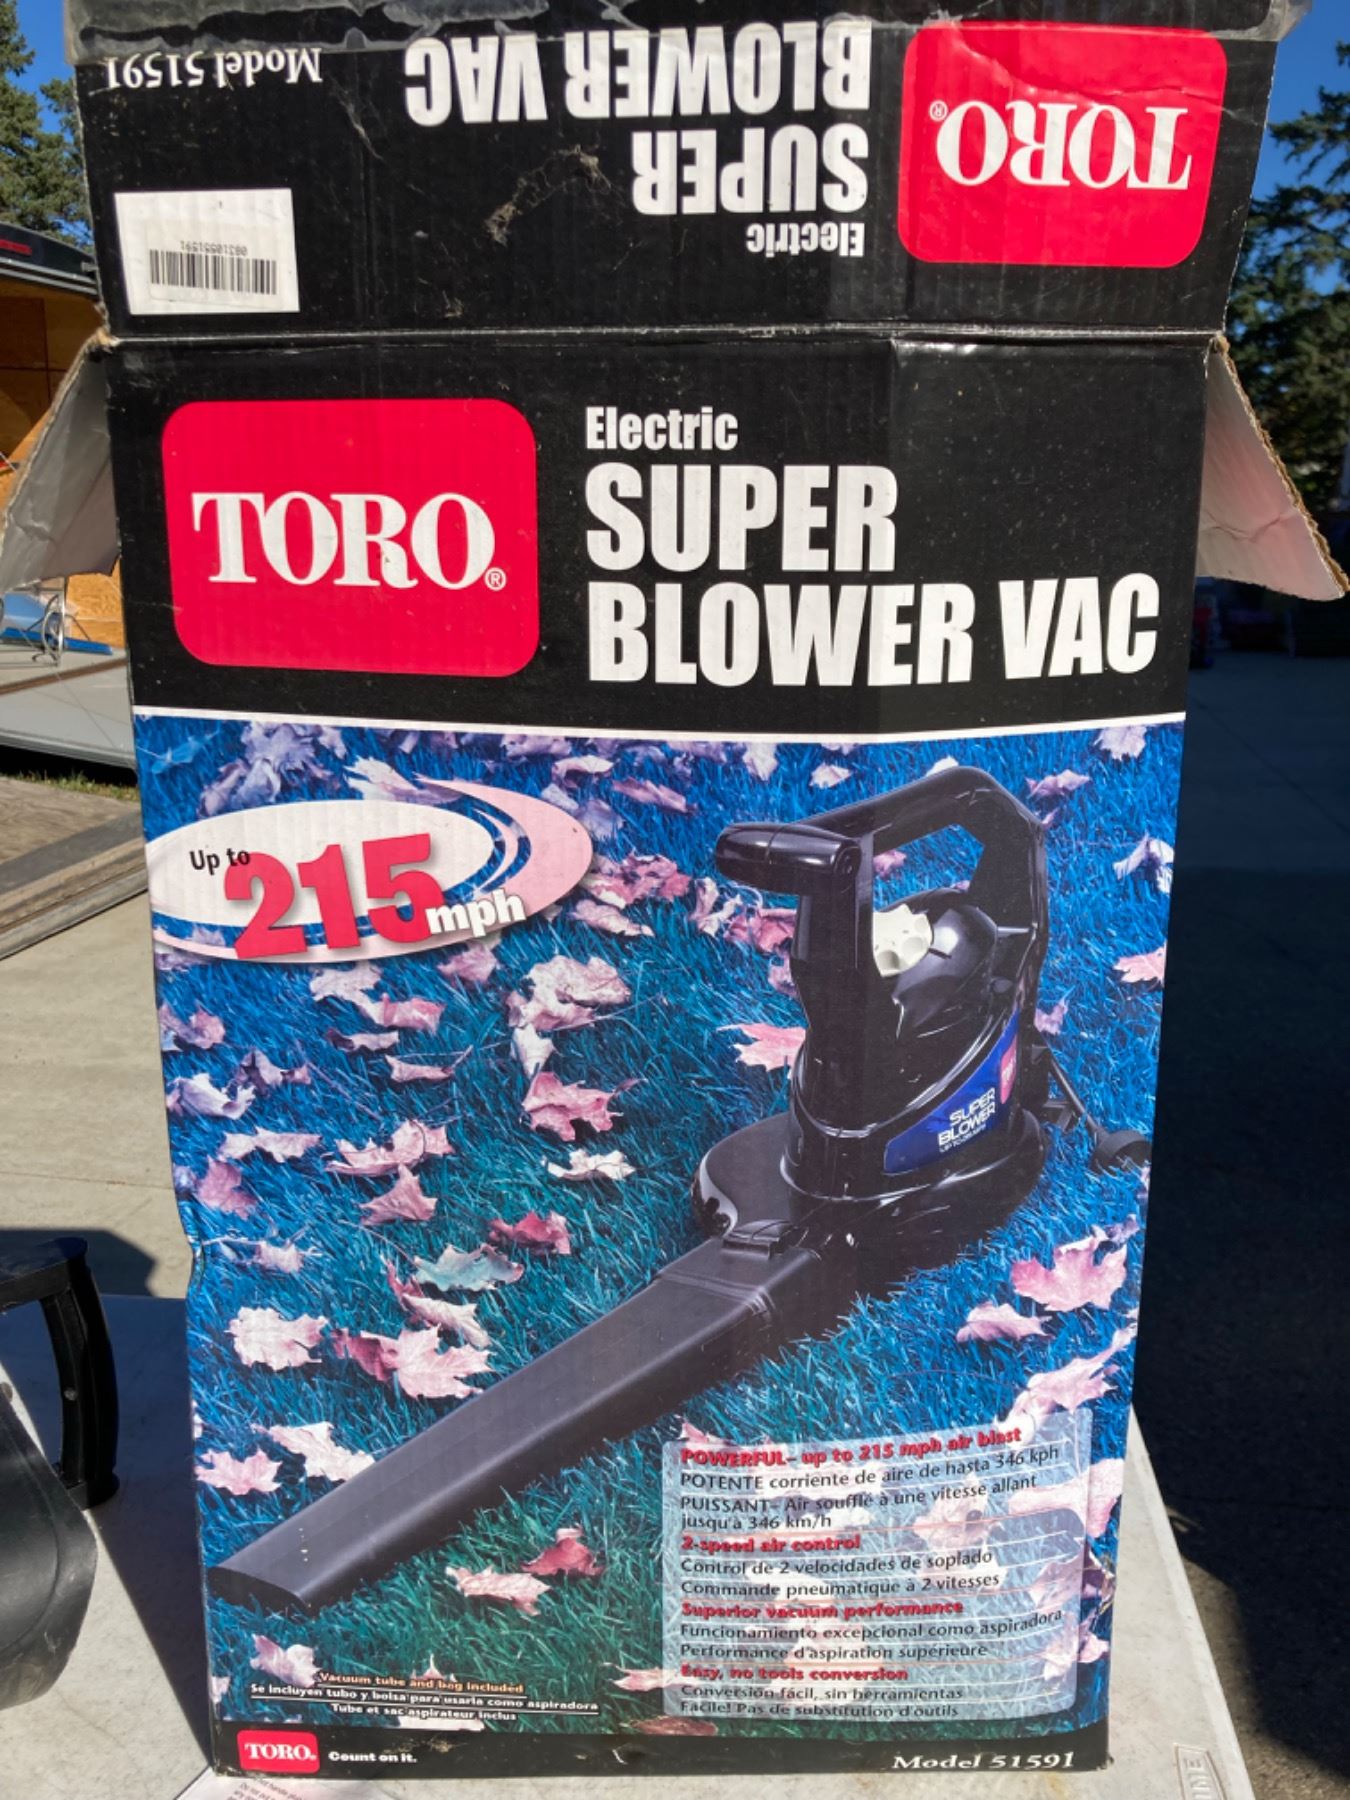 Model 51591
Electric
SUPER
BLOWER VAC
TORO®
083105551591
TORO®
Electric
SUPER
BLOWER VAC
Up to
215 mph
SUPER
BLOWER
POWERFUL– up to 215 mph air blast
POTENTE corriente de aire de hasta 346 kph
PUISSANT– Air soufflé à une vitesse allant
jusqu'à 346 km/h
2-speed air control
Control de 2 velocidades de soplado
Commande pneumatique à 2 vitesses
Superior vacuum performance
Funcionamiento excepcional como aspiradora
Performance d'aspiration supérieure
Easy, no tools conversion
Conversión fácil, sin herramientas
Facile! Pas de substitution d'outils
Vacuum tube and bag included
Se incluyen tubo y bolsa para usarla como aspiradora
Tube et sac aspirateur inclus
TORO. Count on it.
Model 51591